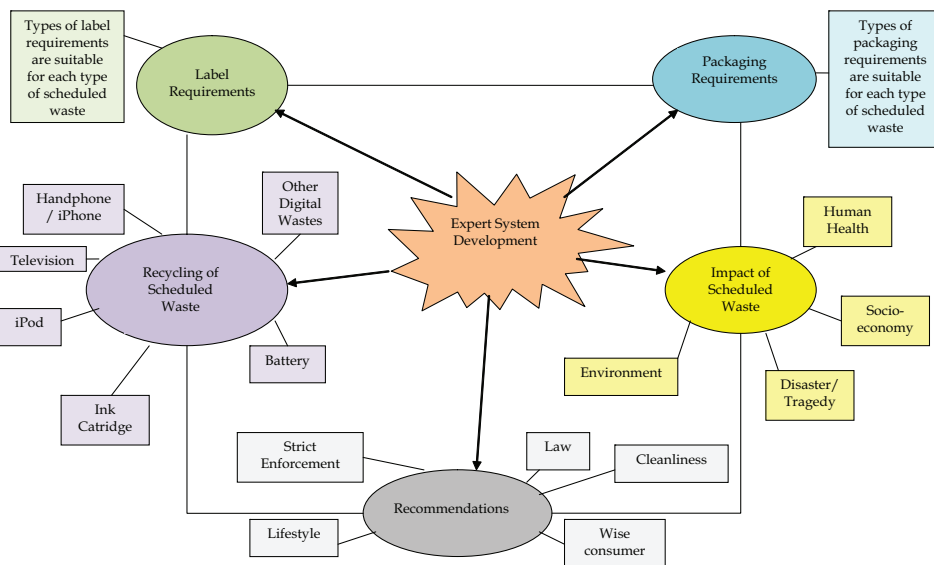 Types of label
requirements
are suitable
for each type
of scheduled
waste
Label
Requirements
Packaging
Requirements
Types of
packaging
requirements
are suitable
for each type
of scheduled
waste
Handphone
/ iPhone
Other
Digital
Wastes
Television
Recycling of
Scheduled
Waste
iPod
Battery
Ink
Catridge
Expert System
Development
Human
Health
Impact of
Scheduled
Waste
Socio-
economy
Environment
Disaster/
Tragedy
Strict
Enforcement
Law
Cleanliness
Recommendations
Lifestyle
Wise
consumer